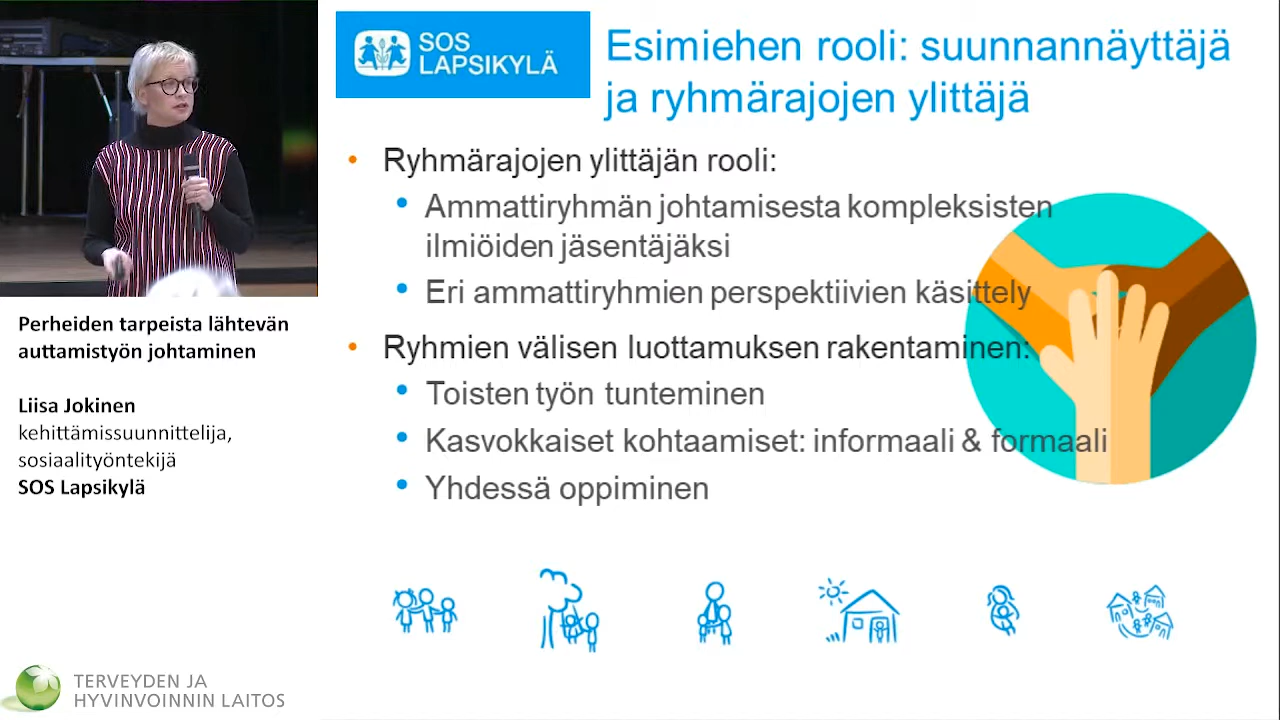 SOS
LAPSIKYLÄ
Esimiehen rooli: suunnannäyttäjä
ja ryhmärajojen ylittäjä
• Ryhmärajojen ylittäjän rooli:
• Ammattiryhmän johtamisesta kompleksisten
ilmiöiden jäsentäjäksi
• Eri ammattiryhmien perspektiivien käsittely
• Ryhmien välisen luottamuksen rakentaminen:
• Toisten työn tunteminen
• Kasvokkaiset kohtaamiset: informaali & formaali
• Yhdessä oppiminen
Perheiden tarpeista lähtevän
auttamistyön johtaminen
Liisa Jokinen
kehittämissuunnittelija,
sosiaalityöntekijä
SOS Lapsikylä
TERVEYDEN JA
HYVINVOINNIN LAITOS